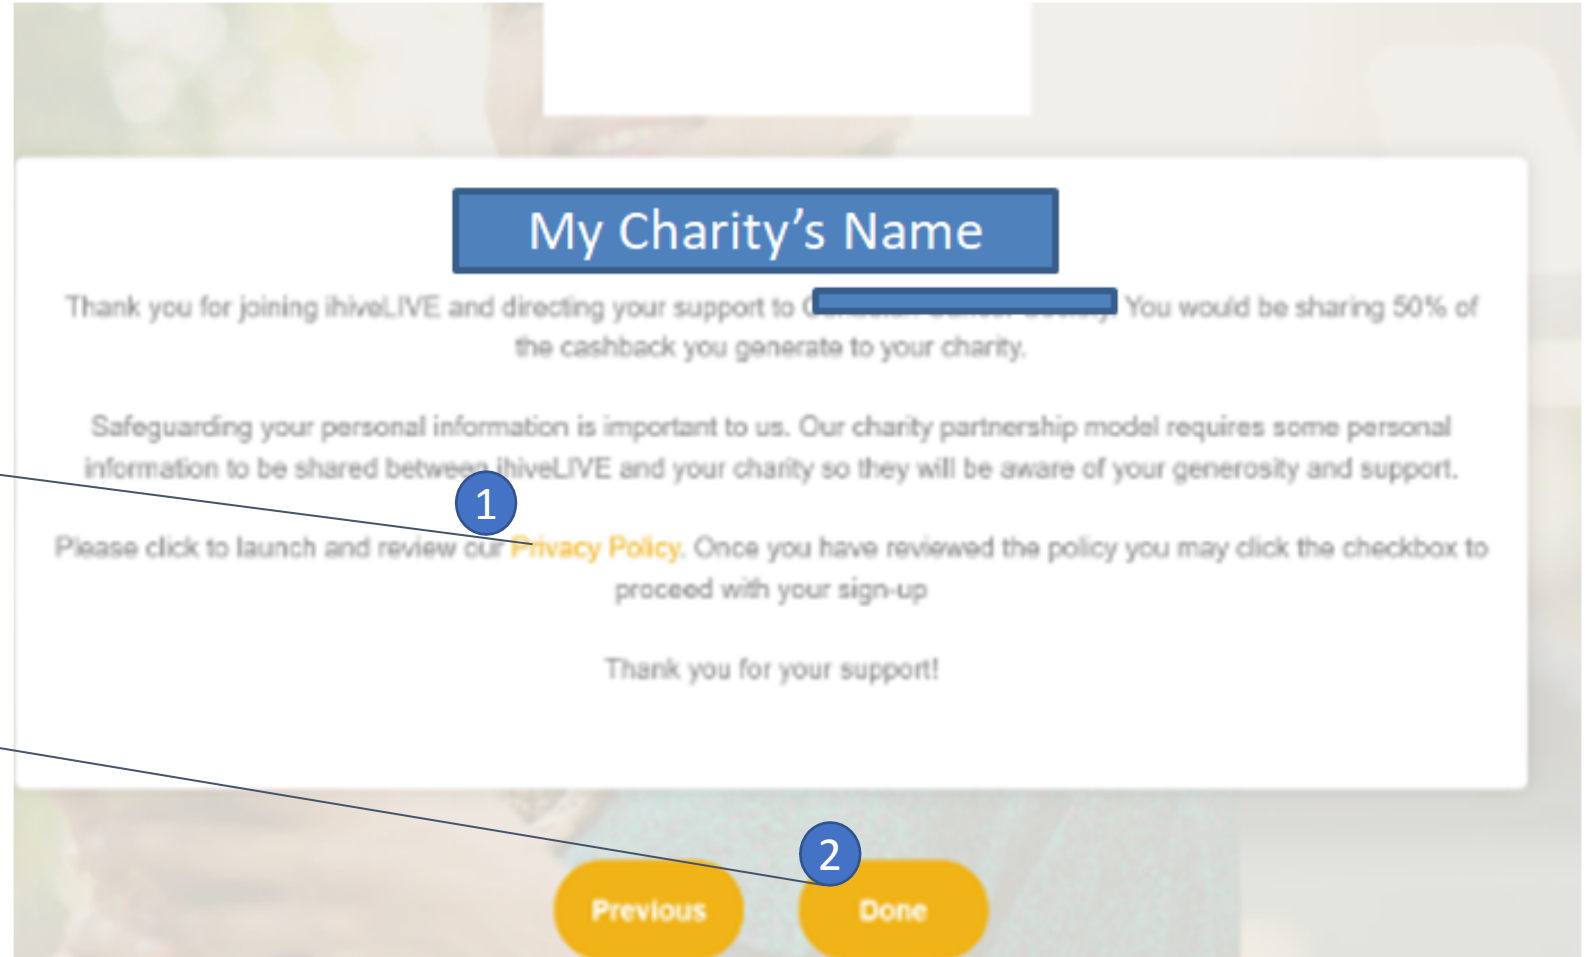 My Charity’s Name
Thank you for joining ihiveLIVE and directing your support to You would be sharing 50% of
the cashback you generate to your charity.
Safeguarding your personal information is important to us. Our charity partnership model requires some personal
information to be shared between ihiveLIVE and your charity so they will be aware of your generosity and support.
1
Please click to launch and review our Privacy Policy. Once you have reviewed the policy you may click the checkbox to
proceed with your sign-up
Thank you for your support!
2
Previous Done